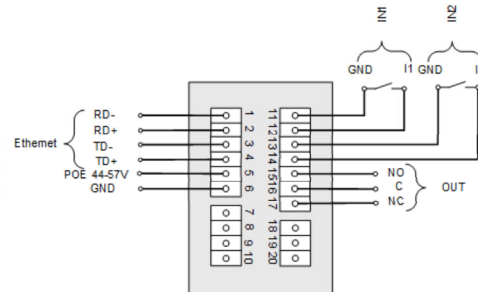 IN1
IN2
GND I1 GND I
Ethernet
RD- 1 11
RD+ 2 12
TD- 3 13
TD+ 4 14
POE 44-57V 5 15 NO
GND 6 16 C OUT
17 NC
7
8 18
9 19
10 20